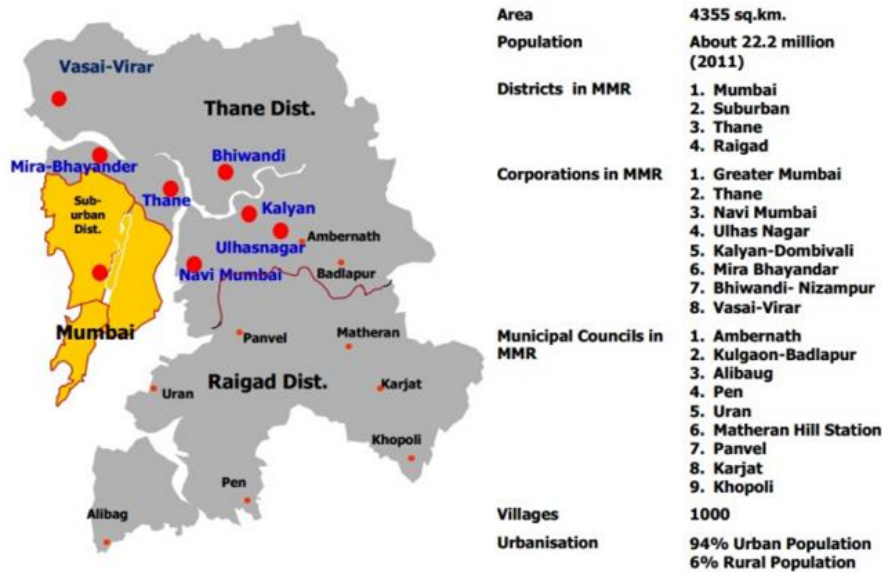 Vasai-Virar
Thane Dist.
Mira-Bhayander
Bhiwandi
Thane
Sub-
urban
Dist.
Kalyan
Ulhasnagar
Ambernath
Navi Mumbai
Badlapur
Mumbai
Panvel
Matheran
Raigad Dist.
Uran
Karjat
Khopoli
Pen
Alibag
Area 4355 sq.km.
Population About 22.2 million
(2011)
Districts in MMR 1. Mumbai
2. Suburban
3. Thane
4. Raigad
Corporations in MMR 1. Greater Mumbai
2. Thane
3. Navi Mumbai
4. Ulhas Nagar
5. Kalyan-Dombivali
6. Mira Bhayandar
7. Bhiwandi- Nizampur
8. Vasai-Virar
Municipal Councils in 1. Ambernath
MMR 2. Kulgaon-Badlapur
3. Alibaug
4. Pen
5. Uran
6. Matheran Hill Station
7. Panvel
8. Karjat
9. Khopoli
Villages 1000
Urbanisation 94% Urban Population
6% Rural Population